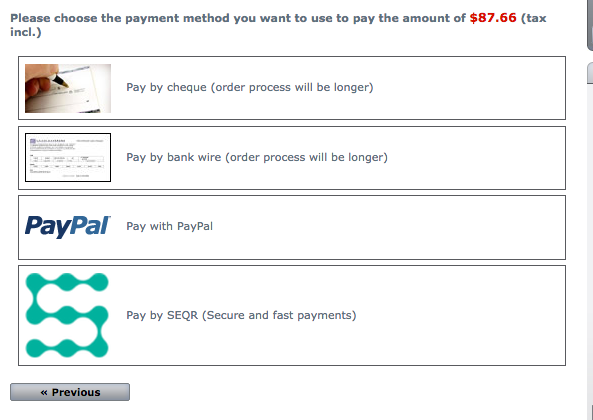 Please choose the payment method you want to use to pay the amount of $87.66 (tax
incl.)
Pay by cheque (order process will be longer)
Pay by bank wire (order process will be longer)
PayPal
Pay with PayPal
Pay by SEQR (Secure and fast payments)
« Previous